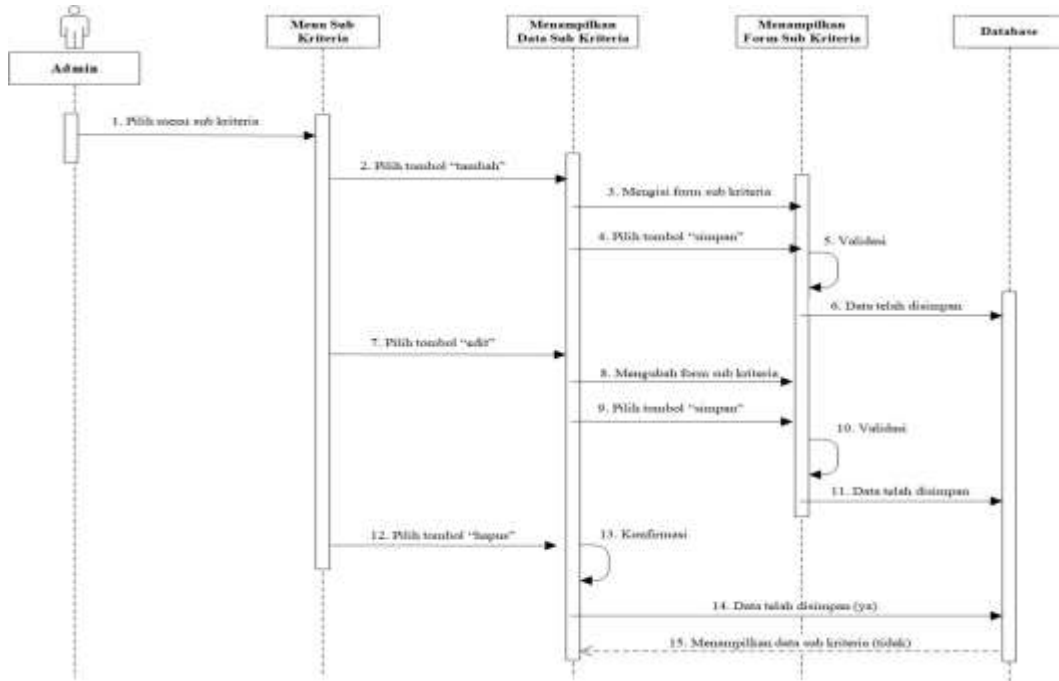 Menu Sub
Kriteria
Menampilkan
Data Sub Kriteria
Menampilkan
Form Sub Kriteria
Database
Admin
1. Pilih menu sub kriteria
2. Pilih tombol “tambah”
3. Mengisi form sub kriteria
4. Pilih tombol “simpan”
5. Validasi
6. Data telah disimpan
7. Pilih tombol “edit”
8. Mengubah form sub kriteria
9. Pilih tombol “simpan”
10. Validasi
11. Data telah disimpan
12. Pilih tombol “hapus”
13. Konfirmasi
14. Data telah disimpan (ya)
15. Menampilkan data sub kriteria (tidak)